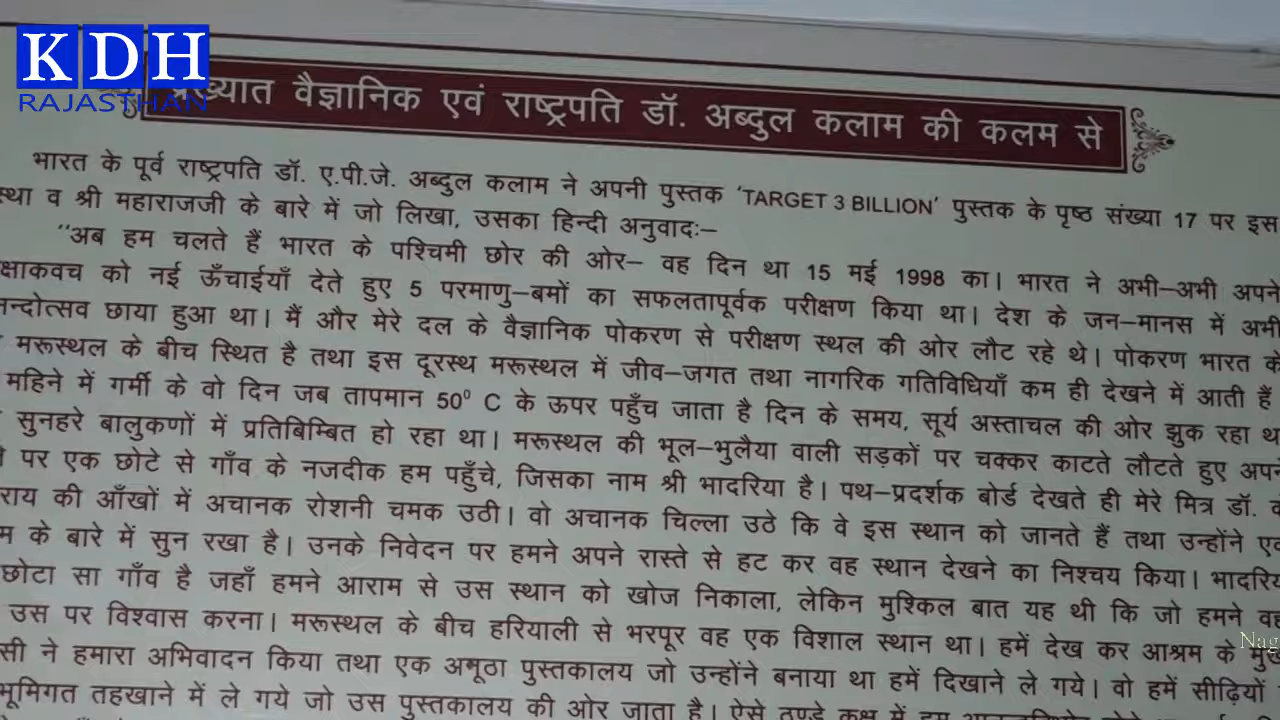 KDH
RAJASTHAN
वैज्ञानिक एवं राष्ट्रपति डॉ. अब्दुल कलाम की कलम से
भारत के पूर्व राष्ट्रपति डॉ. ए.पी.जे. अब्दुल कलाम ने अपनी पुस्तक 'TARGET 3 BILLION' पुस्तक के पृष्ठ संख्या 17 पर इस
व श्री महाराजजी के बारे में जो लिखा, उसका हिन्दी अनुवादः–
"अब हम चलते हैं भारत के पश्चिमी छोर की ओर– वह दिन था 15 मई 1998 का। भारत ने अभी–अभी अपने
को नई ऊँचाईयाँ देते हुए 5 परमाणु–बमों का सफलतापूर्वक परीक्षण किया था। देश के जन–मानस में अभी
छाया हुआ था। मैं और मेरे दल के वैज्ञानिक पोकरण से परीक्षण स्थल की ओर लौट रहे थे। पोकरण भारत के
मरूस्थल के बीच स्थित है तथा इस दूरस्थ मरूस्थल में जीव–जगत तथा नागरिक गतिविधियाँ कम ही देखने में आती हैं
महिने में गर्मी के वो दिन जब तापमान 50⁰ C के ऊपर पहुँच जाता है दिन के समय, सूर्य अस्ताचल की ओर झुक रहा
सुनहरे बालुकणों में प्रतिबिम्बित हो रहा था। मरूस्थल की भूल–भुलैया वाली सड़कों पर चक्कर काटते लौटते हुए
पर एक छोटे से गाँव के नजदीक हम पहुँचे, जिसका नाम श्री भादरिया है। पथ–प्रदर्शक बोर्ड देखते ही मेरे मित्र डॉ.
की आँखों में अचानक रोशनी चमक उठी। वो अचानक चिल्ला उठे कि वे इस स्थान को जानते हैं तथा उन्होंने
के बारे में सुन रखा है। उनके निवेदन पर हमने अपने रास्ते से हट कर वह स्थान देखने का निश्चय किया।
छोटा सा गाँव है जहाँ हमने आराम से उस स्थान को खोज निकाला, लेकिन मुश्किल बात यह थी कि जो हमने
उस पर विश्वास करना। मरूस्थल के बीच हरियाली से भरपूर वह एक विशाल स्थान था। हमें देख कर आश्रम के
ने हमारा अभिवादन किया तथा एक अनूठा पुस्तकालय जो उन्होंने बनाया था हमें दिखाने ले गये। वो हमें सीढ़ियों
भूमिगत तहखाने में ले गये जो उस पुस्तकालय की ओर जाता है। ऐसे